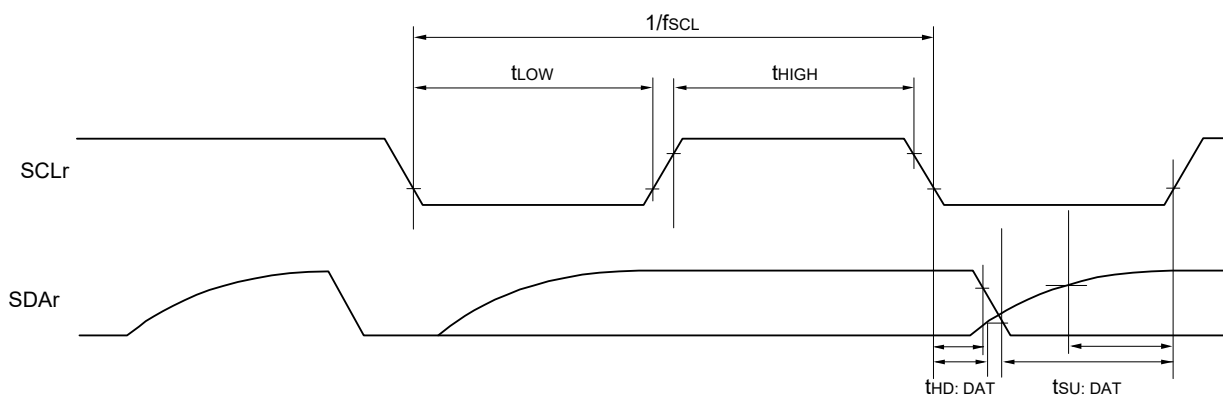 1/fSCL
tLOW
tHIGH
SCLr
SDAr
tHD: DAT
tSU: DAT